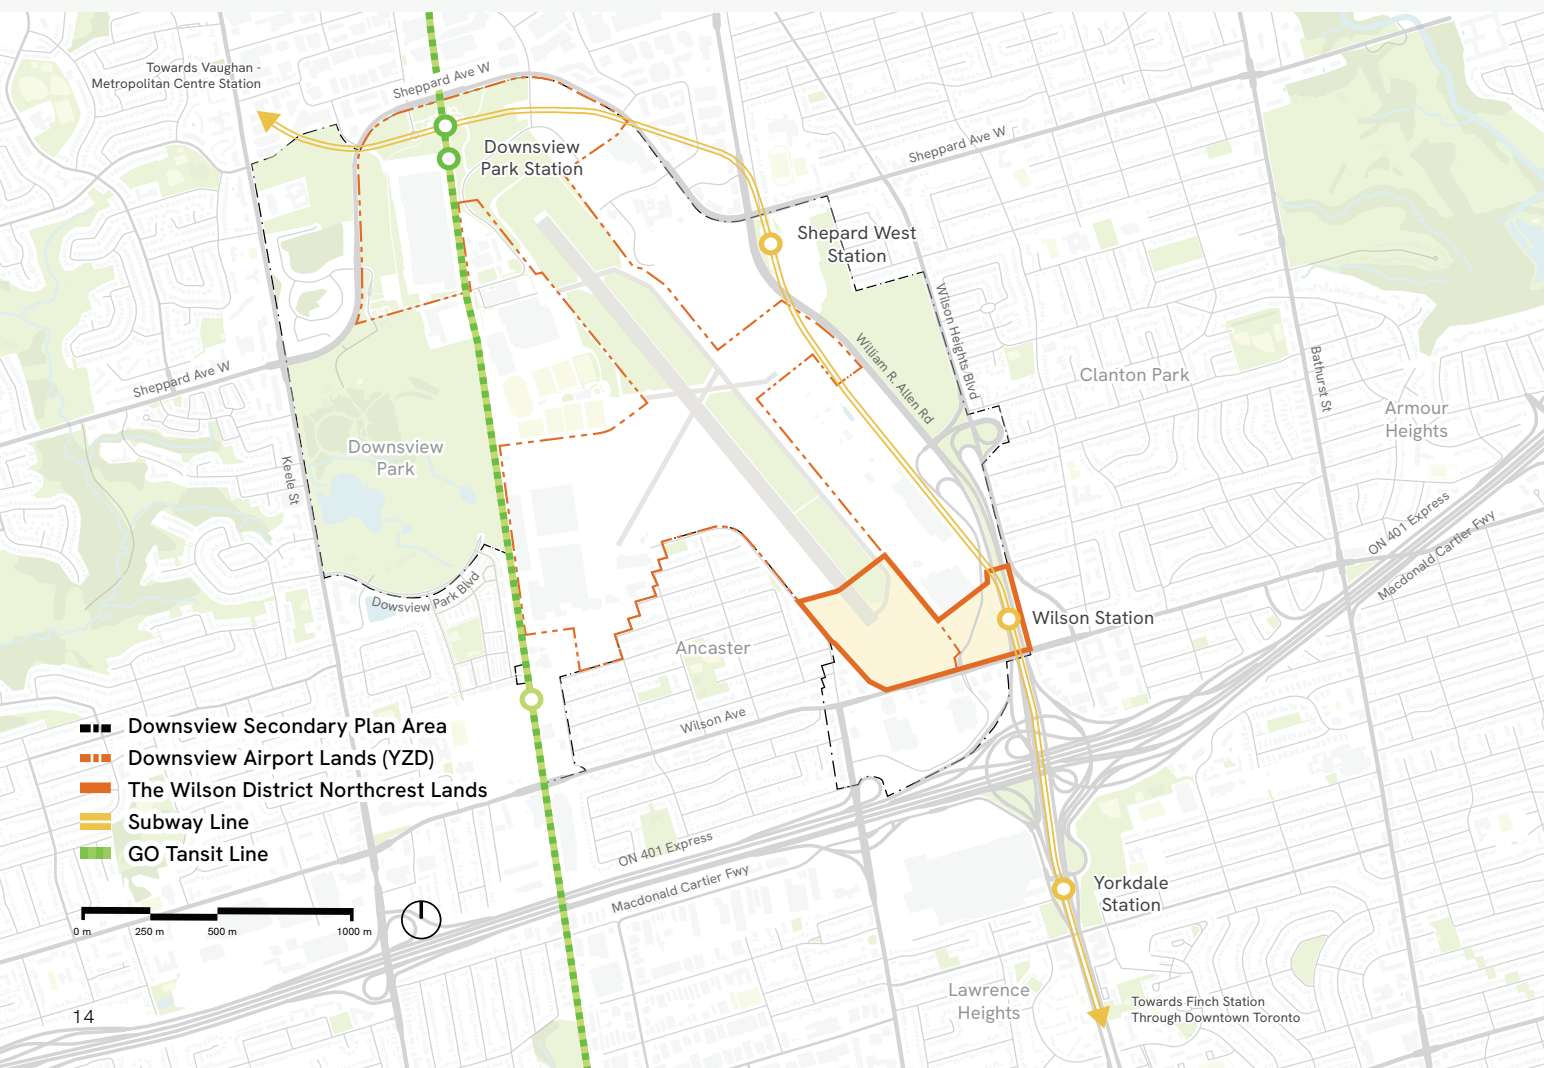 Towards Vaughan -
Metropolitan Centre Station
Sheppard Ave W
Downsview
Park Station
Sheppard Ave W
Shepard West
Station
Wilson Heights Blvd
William R. Allen Rd
Clanton Park
Bathurst St
Armour
Heights
Sheppard Ave W
Downsview
Park
Keele St
ON 401 Express
Macdonald Cartier Fwy
Dowsview Park Blvd
Wilson Station
Ancaster
Wilson Ave
Downsview Secondary Plan Area
Downsview Airport Lands (YZD)
The Wilson District Northcrest Lands
Subway Line
GO Tansit Line
ON 401 Express
Macdonald Cartier Fwy
Yorkdale
Station
0 m
250 m
500 m
1000 m
Lawrence
Heights
Towards Finch Station
Through Downtown Toronto
14